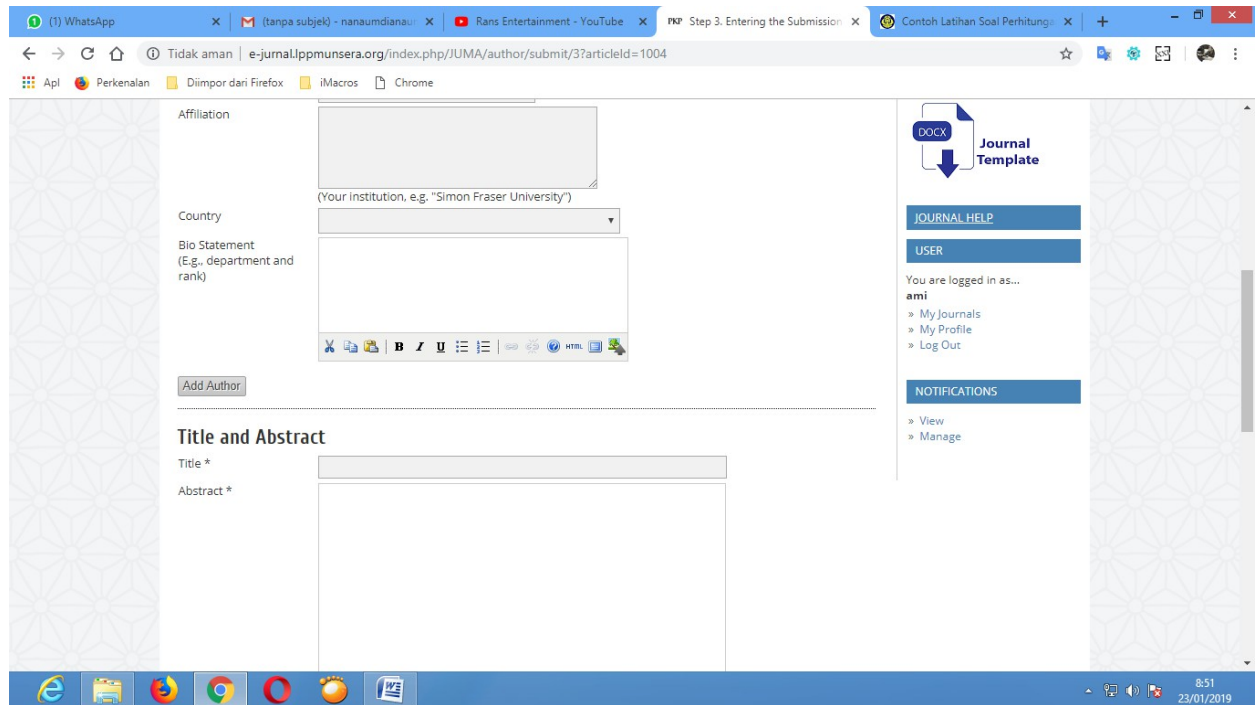 (1) WhatsApp
(tanpa subjek) - nanaumdianau
Rans Entertainment - YouTube
PKP Step 3. Entering the Submission
Contoh Latihan Soal Perhitunga
Tidak aman | e-jurnal.lppmunsera.org/index.php/JUMA/author/submit/3?articleId=1004
Apl Perkenalan Diimpor dari Firefox iMacros Chrome
Affiliation
(Your institution, e.g. "Simon Fraser University")
Country
Bio Statement
(E.g., department and
rank)
B I U HTML
Add Author
Title and Abstract
Title *
Abstract *
DOCX
Journal
Template
JOURNAL HELP
USER
You are logged in as...
ami
» My Journals
» My Profile
» Log Out
NOTIFICATIONS
» View
» Manage
8:51
23/01/2019